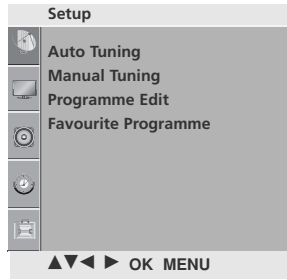 Setup
Auto Tuning
Manual Tuning
Programme Edit
Favourite Programme
▲▼◀ ▶ OK MENU